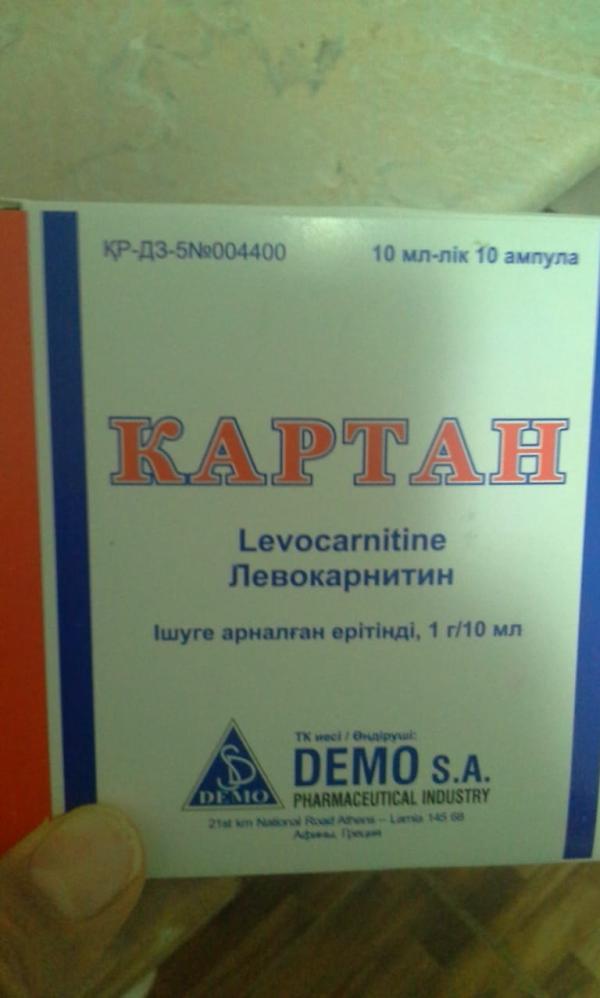 ҚР-ДЗ-5№004400
10 мл-лік 10 ампула
КАРТАН
Levocarnitine
Левокарнитин
Ішуге арналған ерітінді, 1 г/10 мл
ТК иесі / Өндіруші:
DEMO S.A.
PHARMACEUTICAL INDUSTRY
DEMO
21st km National Road Athens – Lamia 145 68
Афины, Греция